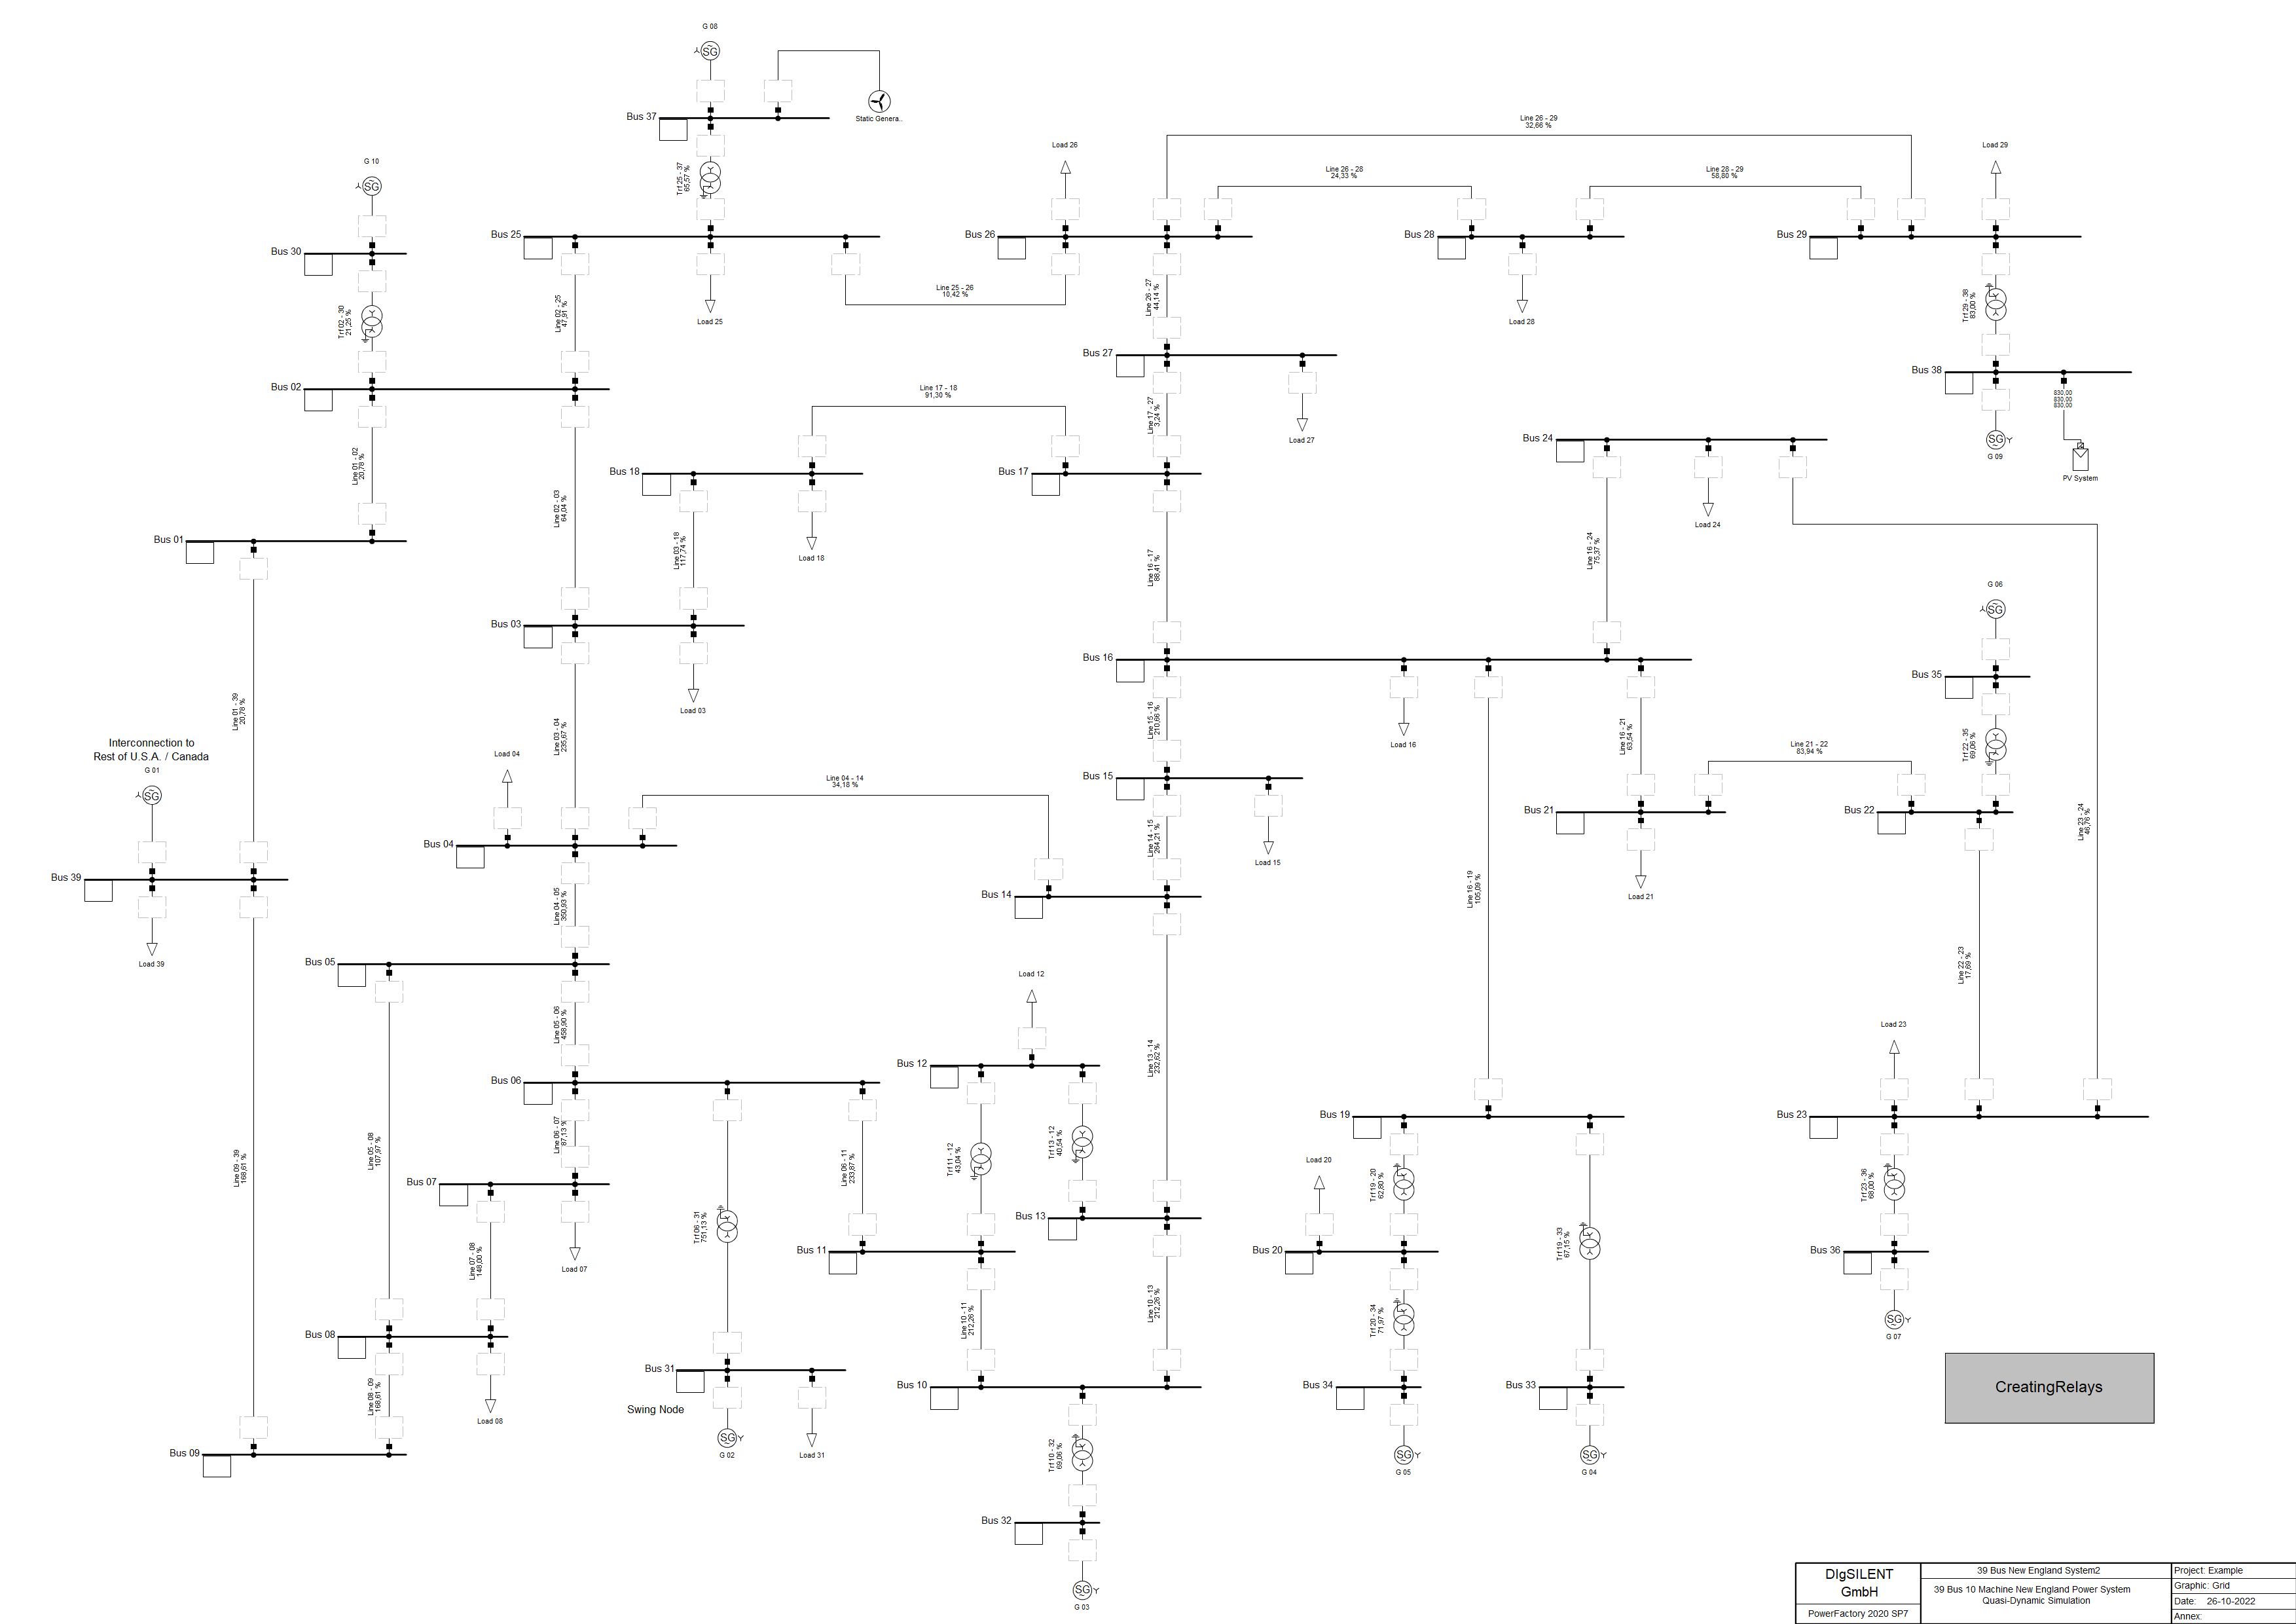 G 08
Bus 37
Static Genera..
Trf 25 - 37
65,57 %
Line 26 - 29
32,66 %
Load 26
Load 29
G 10
Line 26 - 28
24,33 %
Line 28 - 29
58,80 %
Bus 30
Bus 25
Bus 26
Bus 28
Bus 29
Trf 02 - 30
21,25 %
Line 02 - 25
47,91 %
Load 25
Line 25 - 26
10,42 %
Line 26 - 27
44,14 %
Load 28
Trf 29 - 38
83,00 %
Bus 27
Bus 38
Bus 02
Line 17 - 18
91,30 %
Line 17 - 27
3,24 %
Load 27
830,00
830,00
830,00
G 09
PV System
Bus 24
Line 01 - 02
20,78 %
Bus 18
Bus 17
Line 02 - 03
64,04 %
Line 03 - 18
117,74 %
Load 18
Load 24
Bus 01
Line 16 - 17
88,41 %
Line 16 - 24
75,37 %
G 06
Bus 03
Bus 16
Bus 35
Line 01 - 39
20,78 %
Load 03
Line 03 - 04
235,67 %
Line 15 - 16
210,66 %
Load 16
Line 16 - 21
63,54 %
Line 21 - 22
83,94 %
Trf 22 - 35
69,06 %
Interconnection to
Rest of U.S.A. / Canada
G 01
Load 04
Line 04 - 14
34,18 %
Bus 15
Bus 21
Bus 22
Line 23 - 24
46,76 %
Bus 04
Line 14 - 15
264,21 %
Load 15
Bus 39
Line 04 - 05
350,93 %
Bus 14
Line 16 - 19
105,09 %
Load 21
Load 39
Bus 05
Load 12
Line 22 - 23
17,69 %
Line 05 - 06
458,90 %
Line 13 - 14
232,62 %
Load 23
Bus 12
Bus 06
Bus 19
Bus 23
Line 09 - 39
168,61 %
Line 05 - 08
107,97 %
Line 06 - 07
87,13 %
Line 06 - 11
233,87 %
Trf 11 - 12
43,04 %
Trf 13 - 12
40,54 %
Load 20
Trf 19 - 20
62,80 %
Trf 23 - 36
68,00 %
Bus 07
Bus 13
Trf 06 - 31
751,13 %
Trf 19 - 33
67,15 %
Line 07 - 08
148,00 %
Load 07
Bus 11
Bus 20
Bus 36
Line 10 - 11
212,26 %
Line 10 - 13
212,26 %
Trf 20 - 34
71,97 %
Bus 08
G 07
Bus 31
Line 08 - 09
168,61 %
Bus 10
Bus 34
Bus 33
CreatingRelays
Swing Node
Load 08
Bus 09
G 02
Load 31
Trf 10 - 32
69,06 %
G 05
G 04
Bus 32
G 03
DIgSILENT
GmbH
PowerFactory 2020 SP7
39 Bus New England System2
39 Bus 10 Machine New England Power System
Quasi-Dynamic Simulation
Project: Example
Graphic: Grid
Date: 26-10-2022
Annex:
SG
SG
SG
SG
SG
SG
SG
SG
SG
SG